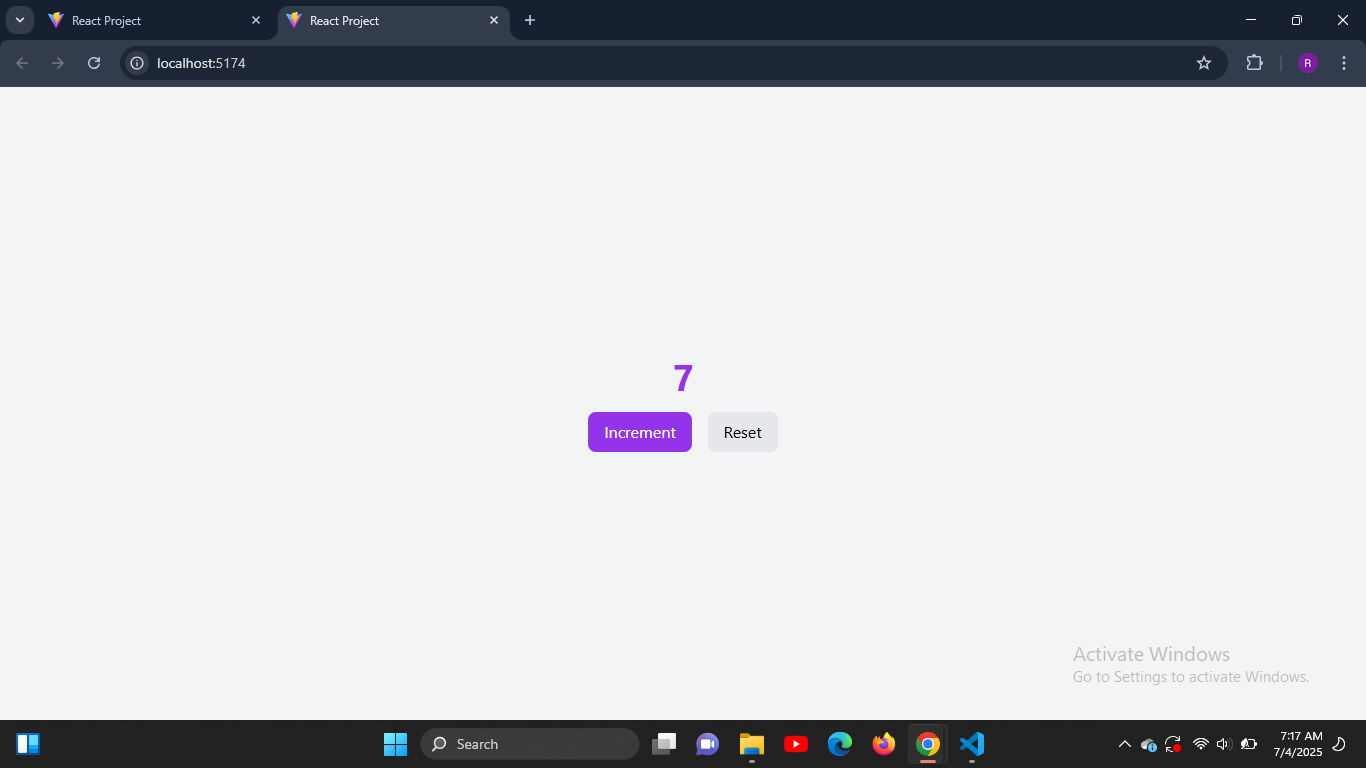 React Project
React Project
localhost:5174
R
7
Increment
Reset
Activate Windows
Go to Settings to activate Windows.
Search
7:17 AM
7/4/2025